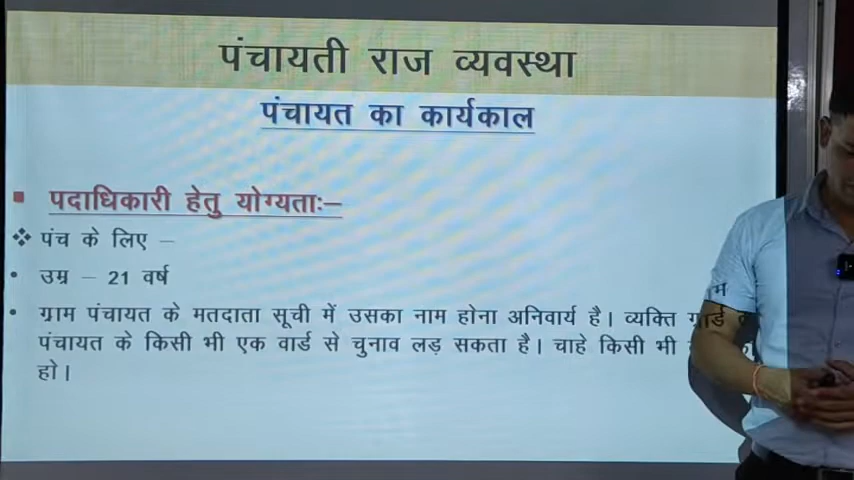 पंचायती राज व्यवस्था
पंचायत का कार्यकाल
▪ पदाधिकारी हेतु योग्यताः–
❖ पंच के लिए –
• उम्र – 21 वर्ष
• ग्राम पंचायत के मतदाता सूची में उसका नाम होना अनिवार्य है। व्यक्ति
पंचायत के किसी भी एक वार्ड से चुनाव लड़ सकता है। चाहे किसी भी
हो।